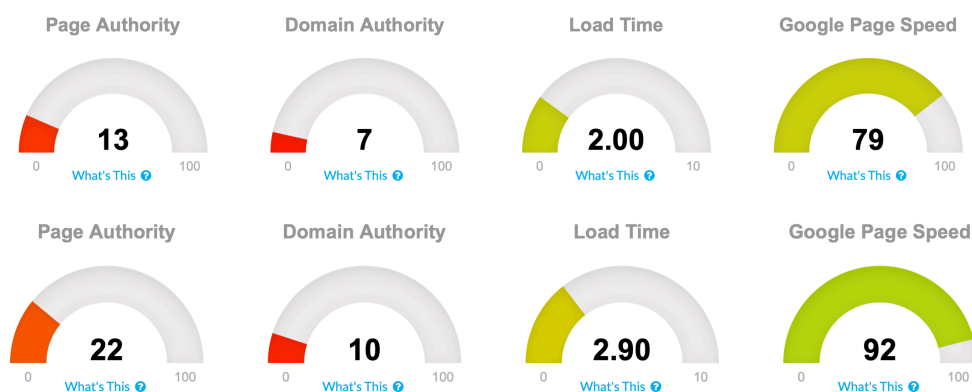 Page Authority Domain Authority Load Time Google Page Speed
13 7 2.00 79
0 100 0 100 0 10 0 100
What's This ? What's This ? What's This ? What's This ?
Page Authority Domain Authority Load Time Google Page Speed
22 10 2.90 92
0 100 0 100 0 10 0 100
What's This ? What's This ? What's This ? What's This ?